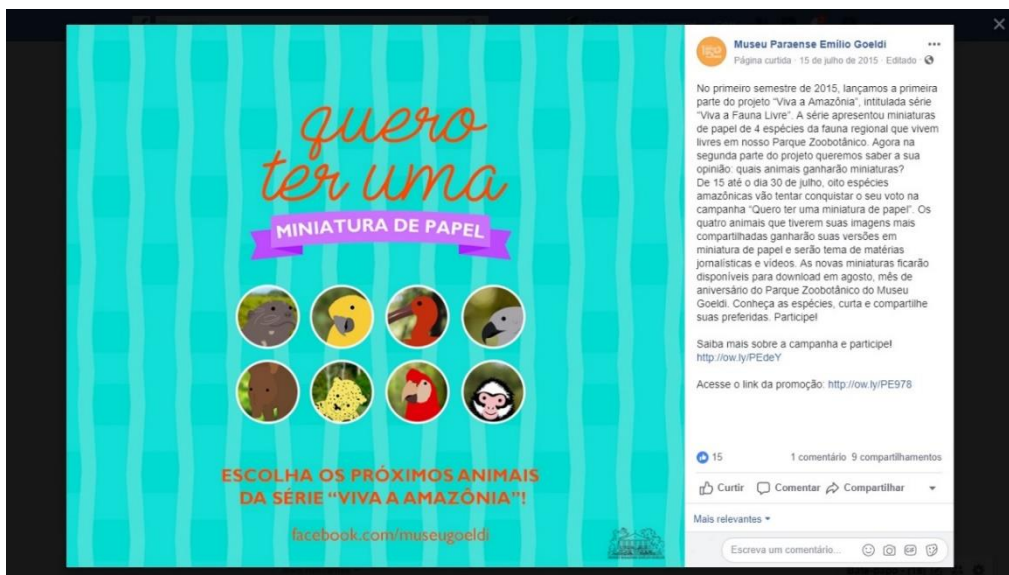 quero
ter uma
MINIATURA DE PAPEL
ESCOLHA OS PRÓXIMOS ANIMAIS
DA SÉRIE "VIVA A AMAZÔNIA"!
facebook.com/museugoeldi
Museu Paraense Emílio Goeldi
Página curtida · 15 de julho de 2015 · Editado ·
No primeiro semestre de 2015, lançamos a primeira
parte do projeto "Viva a Amazônia", intitulada série
"Viva a Fauna Livre". A série apresentou miniaturas
de papel de 4 espécies da fauna regional que vivem
livres em nosso Parque Zoobotânico. Agora na
segunda parte do projeto queremos saber a sua
opinião: quais animais ganharão miniaturas?
De 15 até o dia 30 de julho, oito espécies
amazônicas vão tentar conquistar o seu voto na
campanha "Quero ter uma miniatura de papel". Os
quatro animais que tiverem suas imagens mais
compartilhadas ganharão suas versões em
miniatura de papel e serão tema de matérias
jornalísticas e vídeos. As novas miniaturas ficarão
disponíveis para download em agosto, mês de
aniversário do Parque Zoobotânico do Museu
Goeldi. Conheça as espécies, curta e compartilhe
suas preferidas. Participe!
Saiba mais sobre a campanha e participe!
http://ow.ly/PEdeY
Acesse o link da promoção: http://ow.ly/PE978
15 1 comentário 9 compartilhamentos
Curtir Comentar Compartilhar
Mais relevantes
Escreva um comentário... GIF